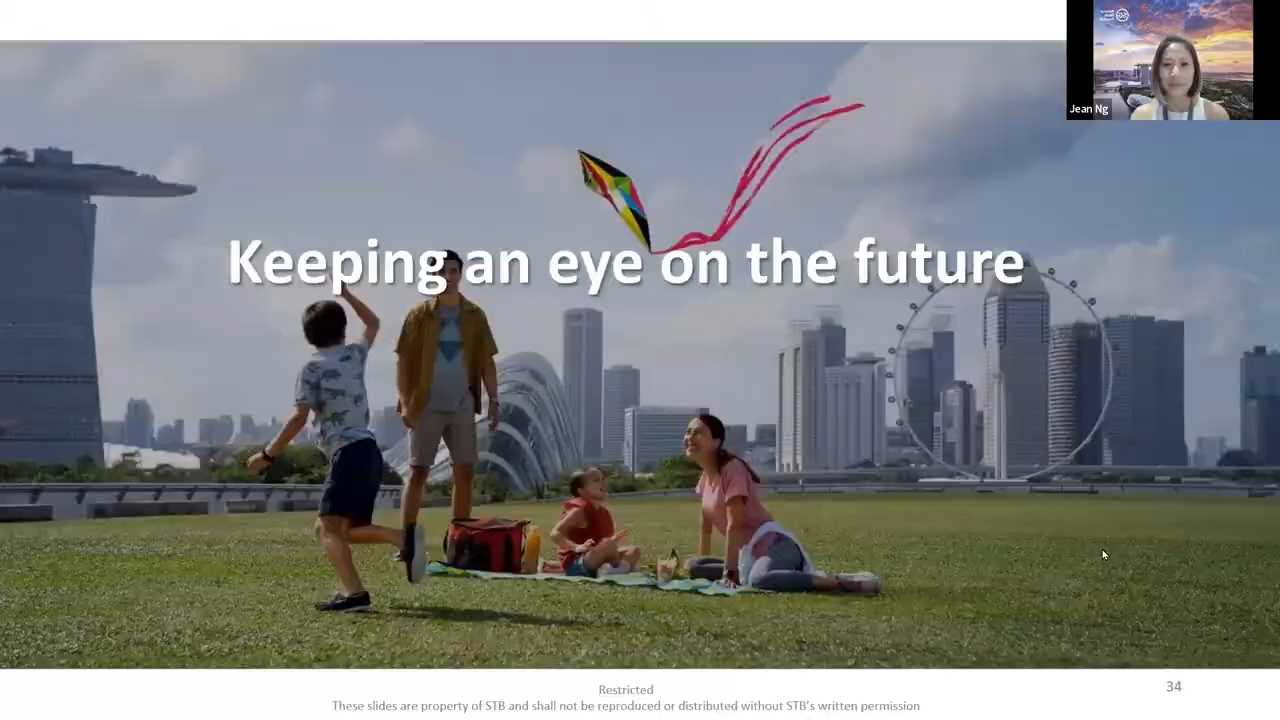 Jean Ng
Keeping an eye on the future
Restricted
34
These slides are property of STB and shall not be reproduced or distributed without STB's written permission